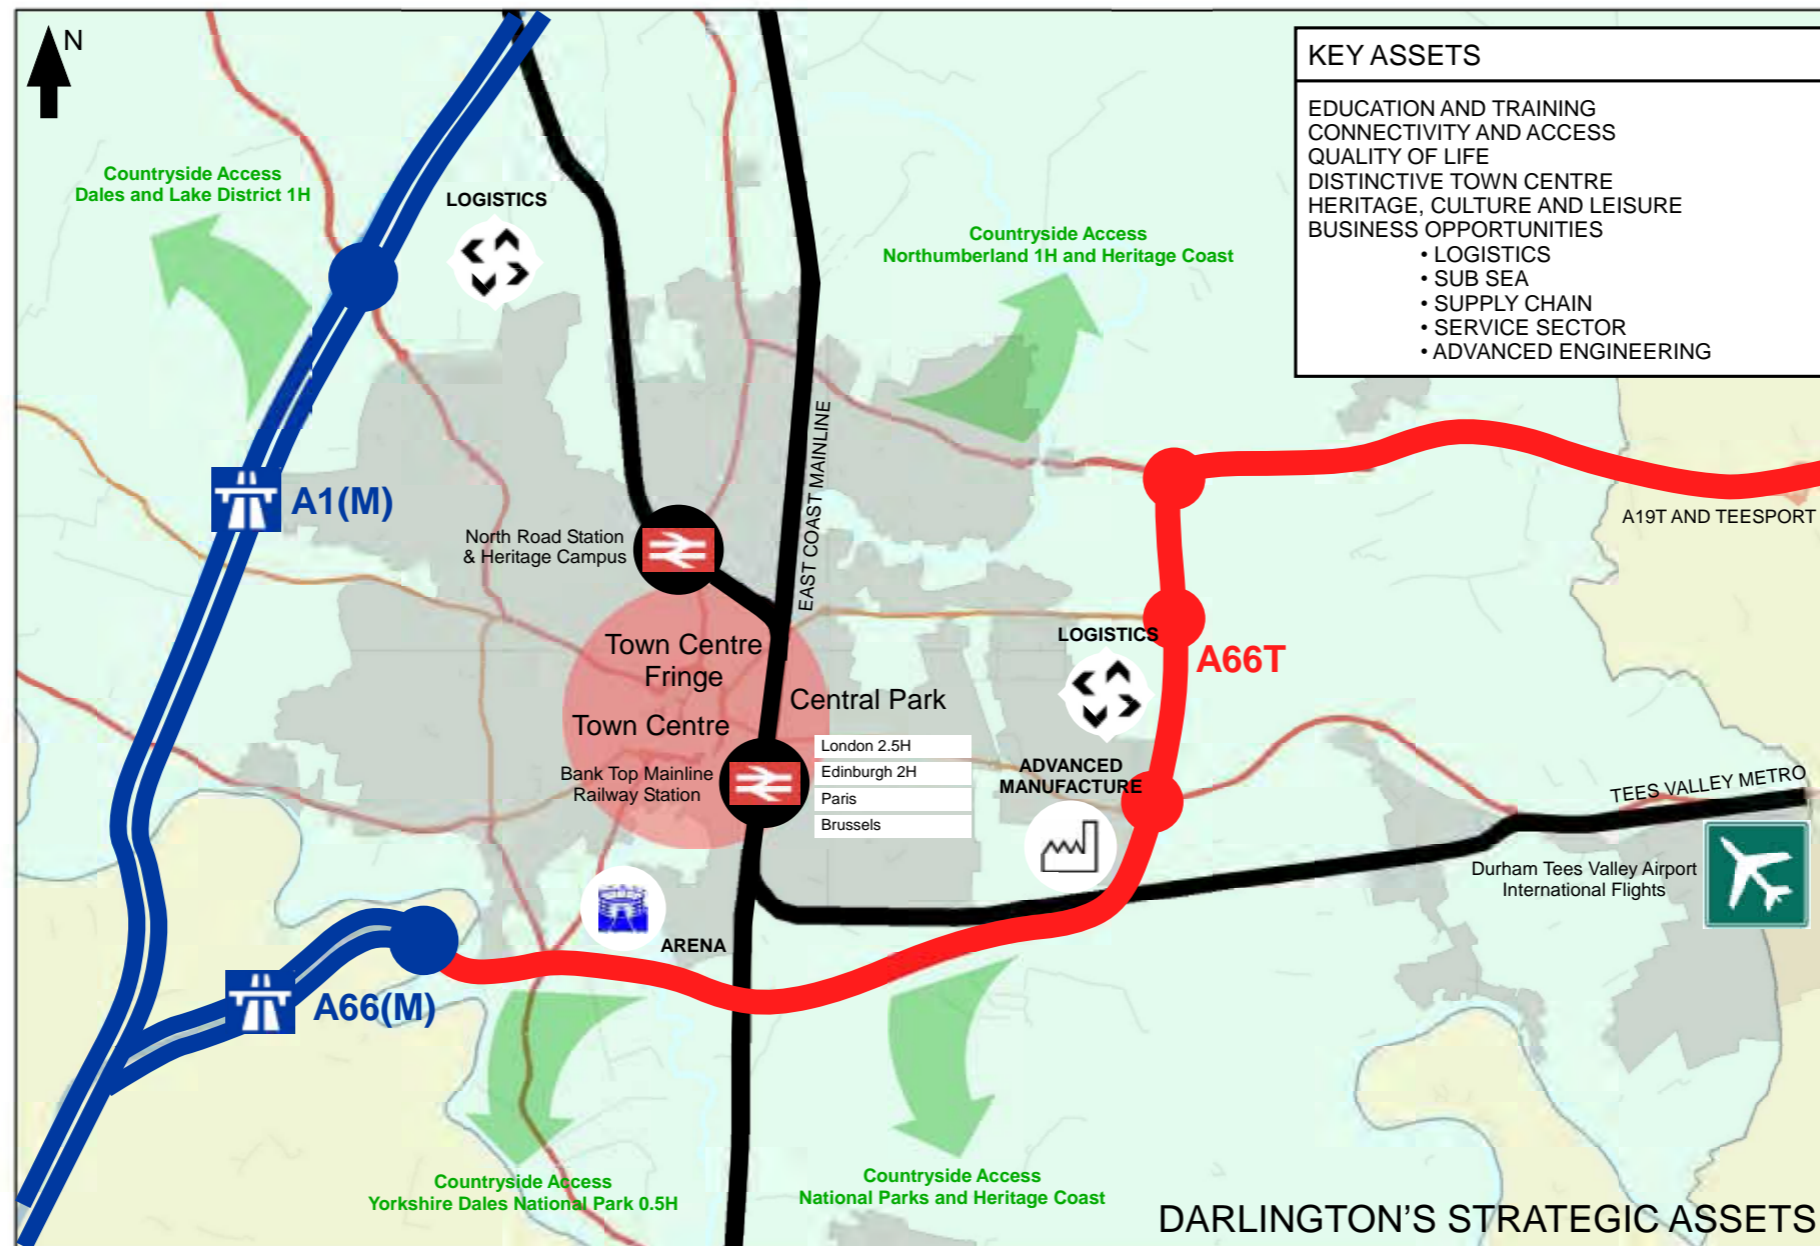 N
KEY ASSETS
EDUCATION AND TRAINING
CONNECTIVITY AND ACCESS
QUALITY OF LIFE
DISTINCTIVE TOWN CENTRE
HERITAGE, CULTURE AND LEISURE
BUSINESS OPPORTUNITIES
• LOGISTICS
• SUB SEA
• SUPPLY CHAIN
• SERVICE SECTOR
• ADVANCED ENGINEERING
Countryside Access
Dales and Lake District 1H
LOGISTICS
Countryside Access
Northumberland 1H and Heritage Coast
EAST COAST MAINLINE
A1(M)
A19T AND TEESPORT
North Road Station
& Heritage Campus
Town Centre
Fringe
LOGISTICS
A66T
Central Park
Town Centre
London 2.5H
Edinburgh 2H
Paris
Brussels
Bank Top Mainline
Railway Station
ADVANCED
MANUFACTURE
TEES VALLEY METRO
Durham Tees Valley Airport
International Flights
ARENA
A66(M)
Countryside Access
Yorkshire Dales National Park 0.5H
Countryside Access
National Parks and Heritage Coast
DARLINGTON'S STRATEGIC ASSETS